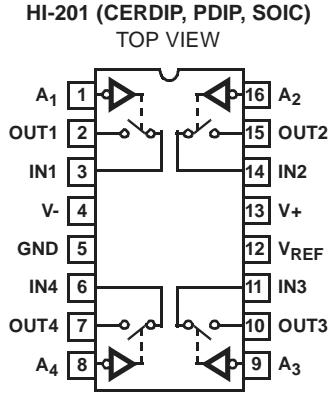 HI-201 (CERDIP, PDIP, SOIC)
TOP VIEW
A1 1 16 A2
OUT1 2 15 OUT2
IN1 3 14 IN2
V- 4 13 V+
GND 5 12 VREF
IN4 6 11 IN3
OUT4 7 10 OUT3
A4 8 9 A3